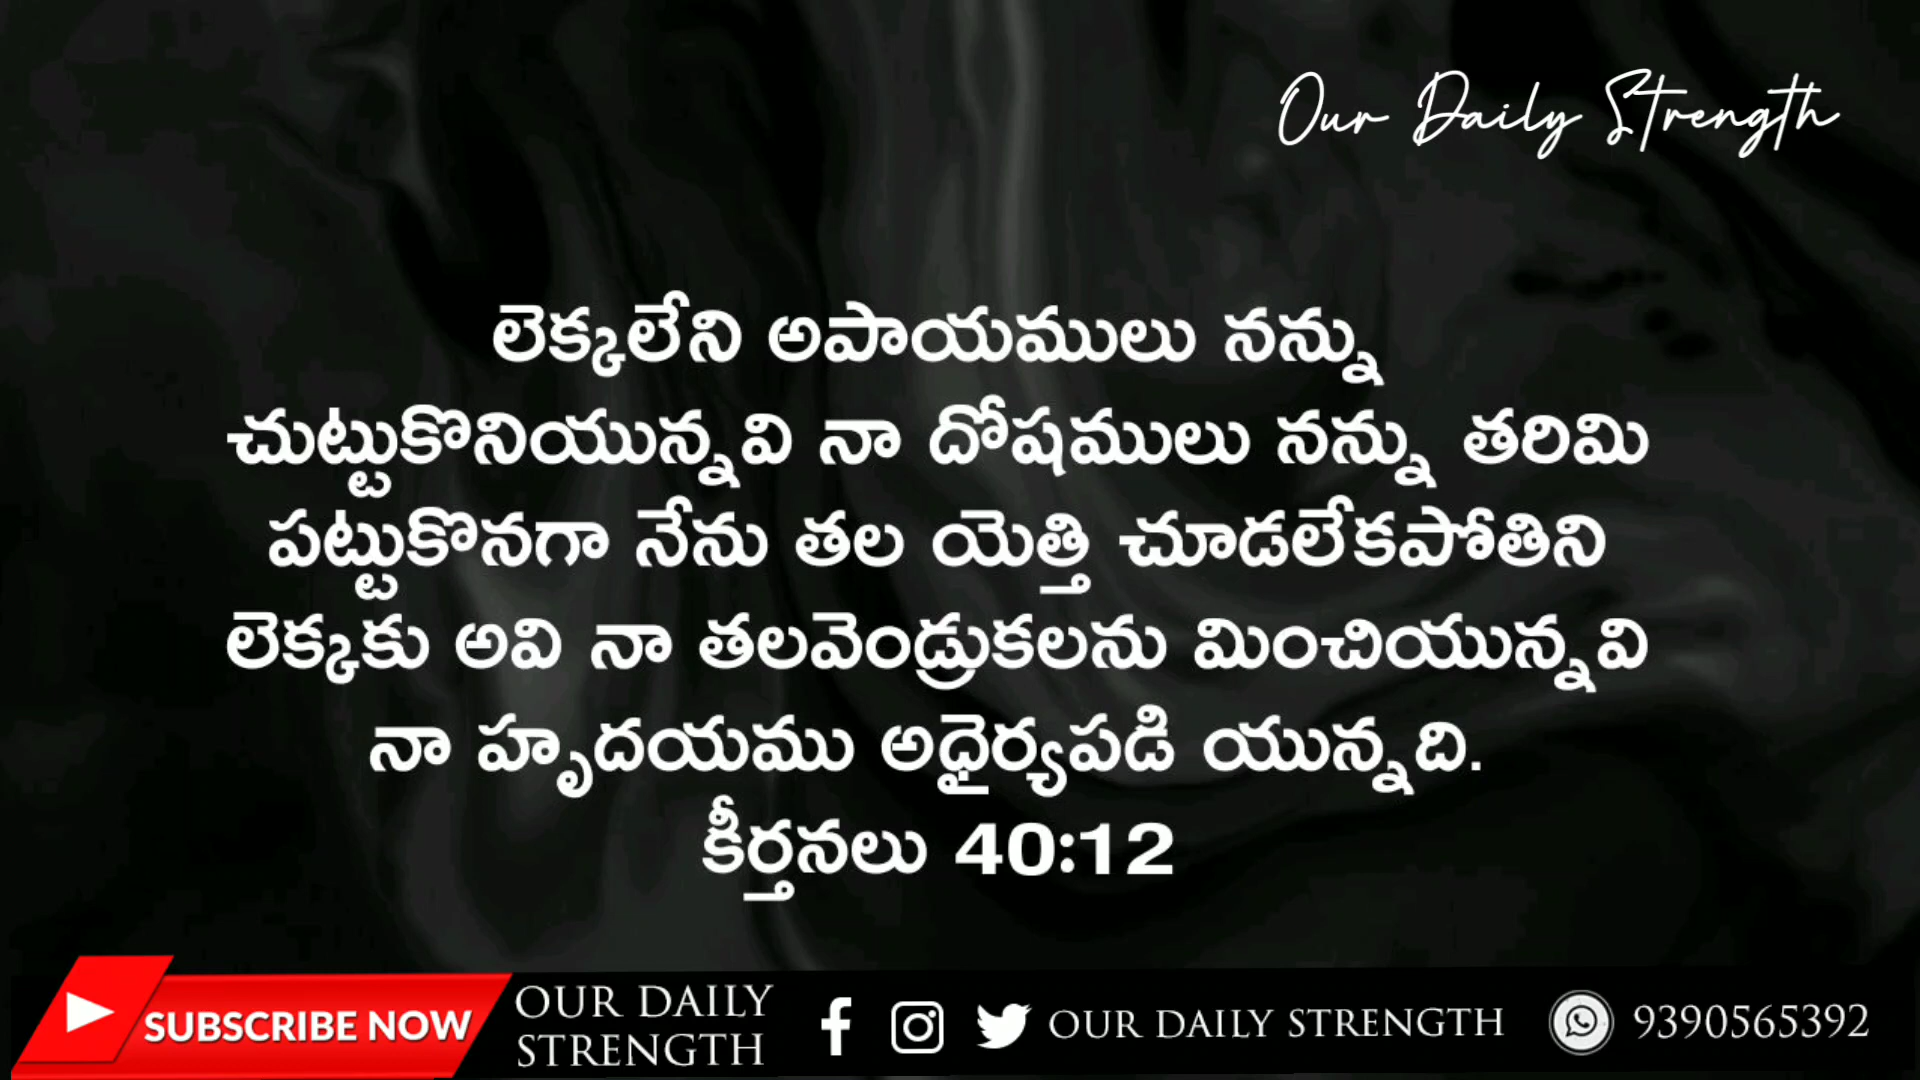 Our Daily Strength
లెక్కలేని అపాయములు నన్ను
చుట్టుకొనియున్నవి నా దోషములు నన్ను తరిమి
పట్టుకొనగా నేను తల యెత్తి చూడలేకపోతిని
లెక్కకు అవి నా తలవెండ్రుకలను మించియున్నవి
నా హృదయము అధైర్యపడి యున్నది.
కీర్తనలు 40:12
SUBSCRIBE NOW
OUR DAILY
STRENGTH
OUR DAILY STRENGTH
9390565392